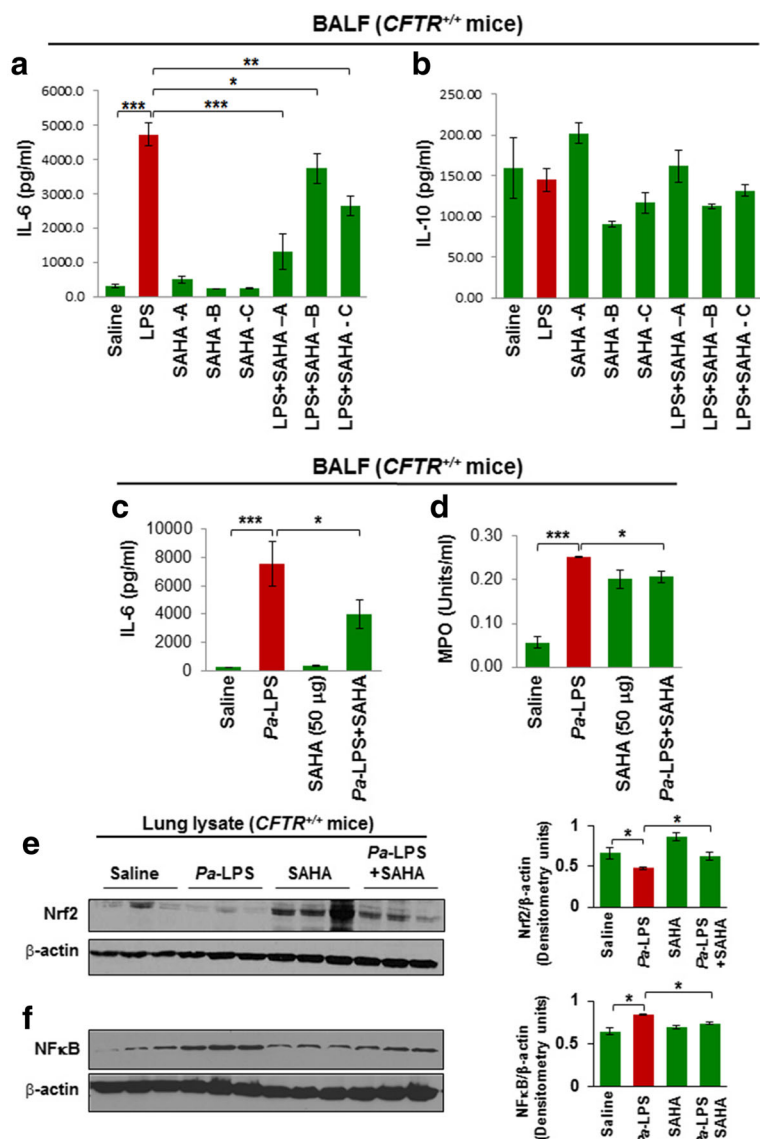 BALF (CFTR+/+ mice)
a
b
***
**
*
***
IL-6 (pg/ml)
6000.0
5000.0
4000.0
3000.0
2000.0
1000.0
0.0
Saline
LPS
SAHA -A
SAHA -B
SAHA -C
LPS+SAHA –A
LPS+SAHA –B
LPS+SAHA - C
IL-10 (pg/ml)
250.00
200.00
150.00
100.00
50.00
0.00
Saline
LPS
SAHA -A
SAHA -B
SAHA -C
LPS+SAHA –A
LPS+SAHA –B
LPS+SAHA - C
BALF (CFTR+/+ mice)
c
d
IL-6 (pg/ml)
10000
8000
6000
4000
2000
0
***
*
Saline
Pa-LPS
SAHA (50 µg)
Pa-LPS+SAHA
MPO (Units/ml)
0.30
0.20
0.10
0.00
***
*
Saline
Pa-LPS
SAHA (50 µg)
Pa-LPS+SAHA
e
Lung lysate (CFTR+/+ mice)
Saline
Pa-LPS
SAHA
Pa-LPS
+SAHA
Nrf2
β-actin
Nrf2/β-actin
(Densitometry units)
1
0.5
0
*
*
Saline
Pa-LPS
SAHA
Pa-LPS
+SAHA
f
NFκB
β-actin
NFκB/β-actin
(Densitometry units)
1
0.5
0
*
*
Saline
Pa-LPS
SAHA
Pa-LPS
SAHA